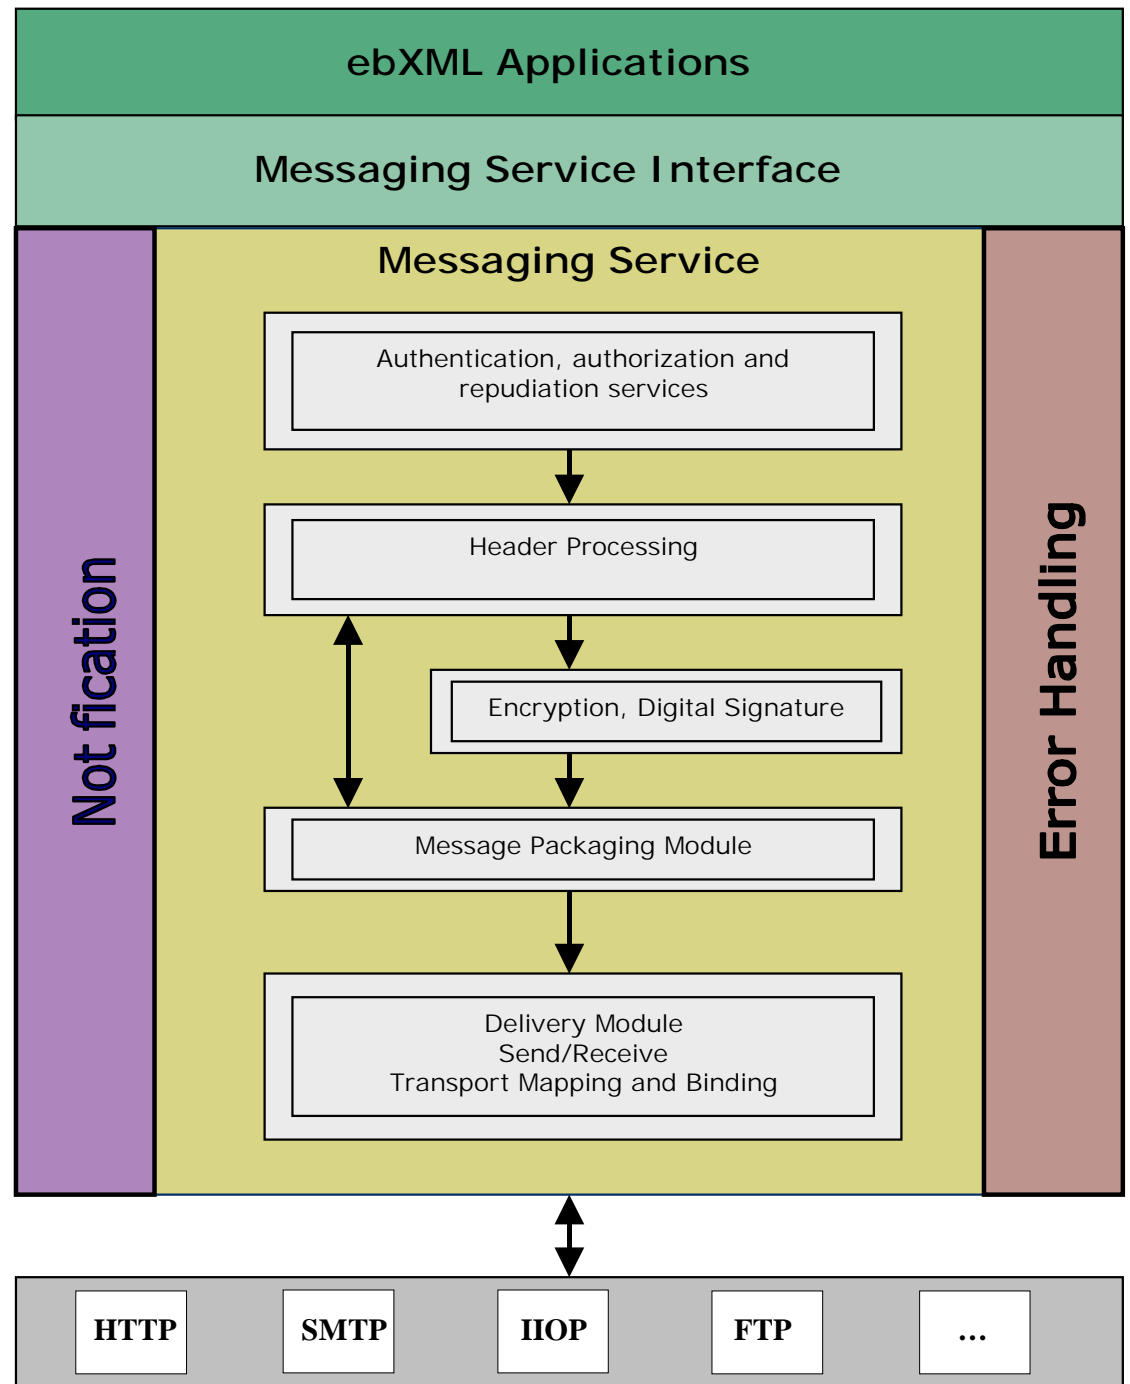 ebXML Applications
Messaging Service Interface
Messaging Service
Authentication, authorization and
repudiation services
Header Processing
Encryption, Digital Signature
Message Packaging Module
Delivery Module
Send/Receive
Transport Mapping and Binding
Not fication
Error Handling
HTTP
SMTP
IIOP
FTP
...